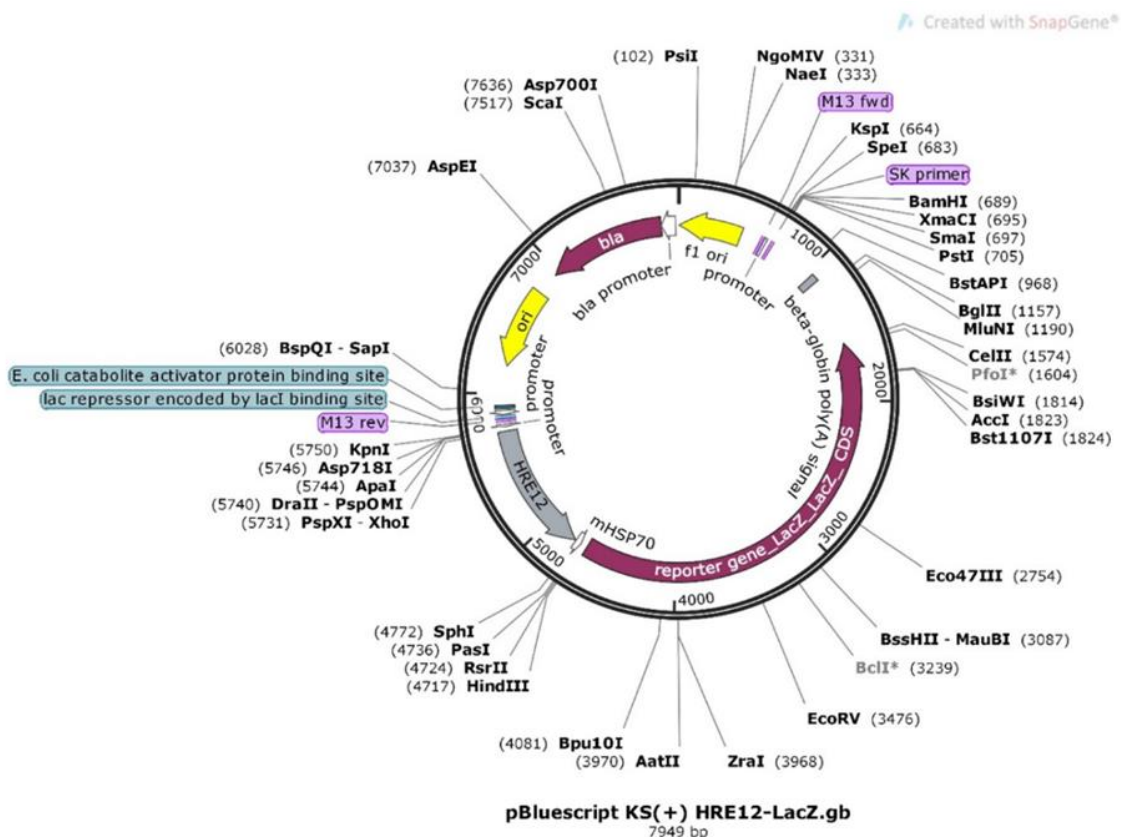 Created with SnapGene®
(102) PsiI
NgoMIV (331)
NaeI (333)
(7636) Asp700I
(7517) ScaI
M13 fwd
KspI (664)
SpeI (683)
(7037) AspEI
SK primer
BamHI (689)
XmaCI (695)
SmaI (697)
PstI (705)
BstAPI (968)
BglII (1157)
MluNI (1190)
CelII (1574)
PfoI* (1604)
BsiWI (1814)
AccI (1823)
Bst1107I (1824)
bla
f1 ori
1000
7000
bla promoter
promoter
beta-globin poly(A) signal
ori
2000
(6028) BspQI - SapI
E. coli catabolite activator protein binding site
lac repressor encoded by lacI binding site
M13 rev
6000
promoter
promoter
(5750) KpnI
(5746) Asp718I
(5744) ApaI
(5740) DraII - PspOMI
(5731) PspXI - XhoI
HRE12
mHSP70
reporter gene_LacZ_LacZ_ CDS
5000
3000
4000
Eco47III (2754)
BssHII - MauBI (3087)
BclI* (3239)
(4772) SphI
(4736) PasI
(4724) RsrII
(4717) HindIII
EcoRV (3476)
(4081) Bpu10I
(3970) AatII
ZraI (3968)
pBluescript KS(+) HRE12-LacZ.gb
7949 bp